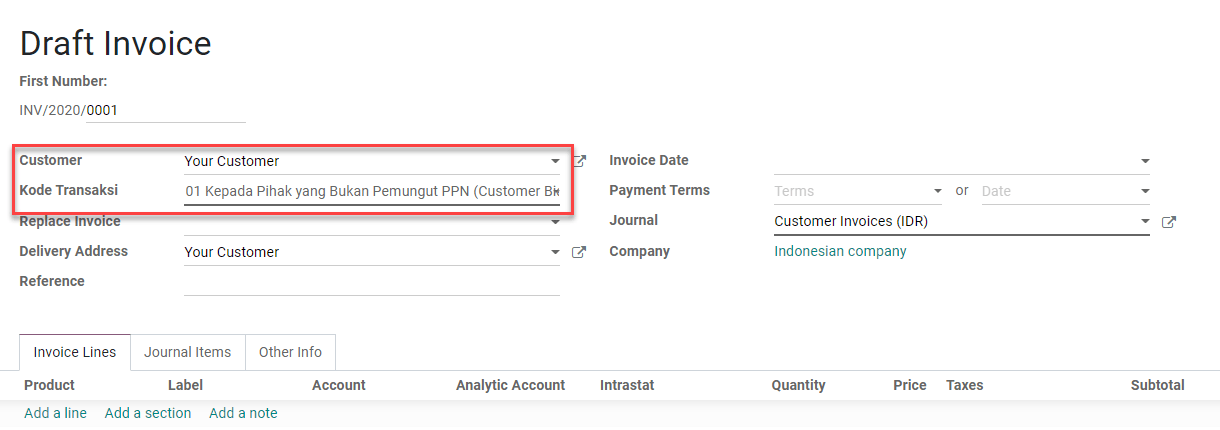 Draft Invoice
First Number:
INV/2020/0001
Customer Your Customer Invoice Date
Kode Transaksi 01 Kepada Pihak yang Bukan Pemungut PPN (Customer Payment Terms Terms or Date
Replace Invoice Journal Customer Invoices (IDR)
Delivery Address Your Customer Company Indonesian company
Reference
Invoice Lines Journal Items Other Info
Product Label Account Analytic Account Intrastat Quantity Price Taxes Subtotal
Add a line Add a section Add a note